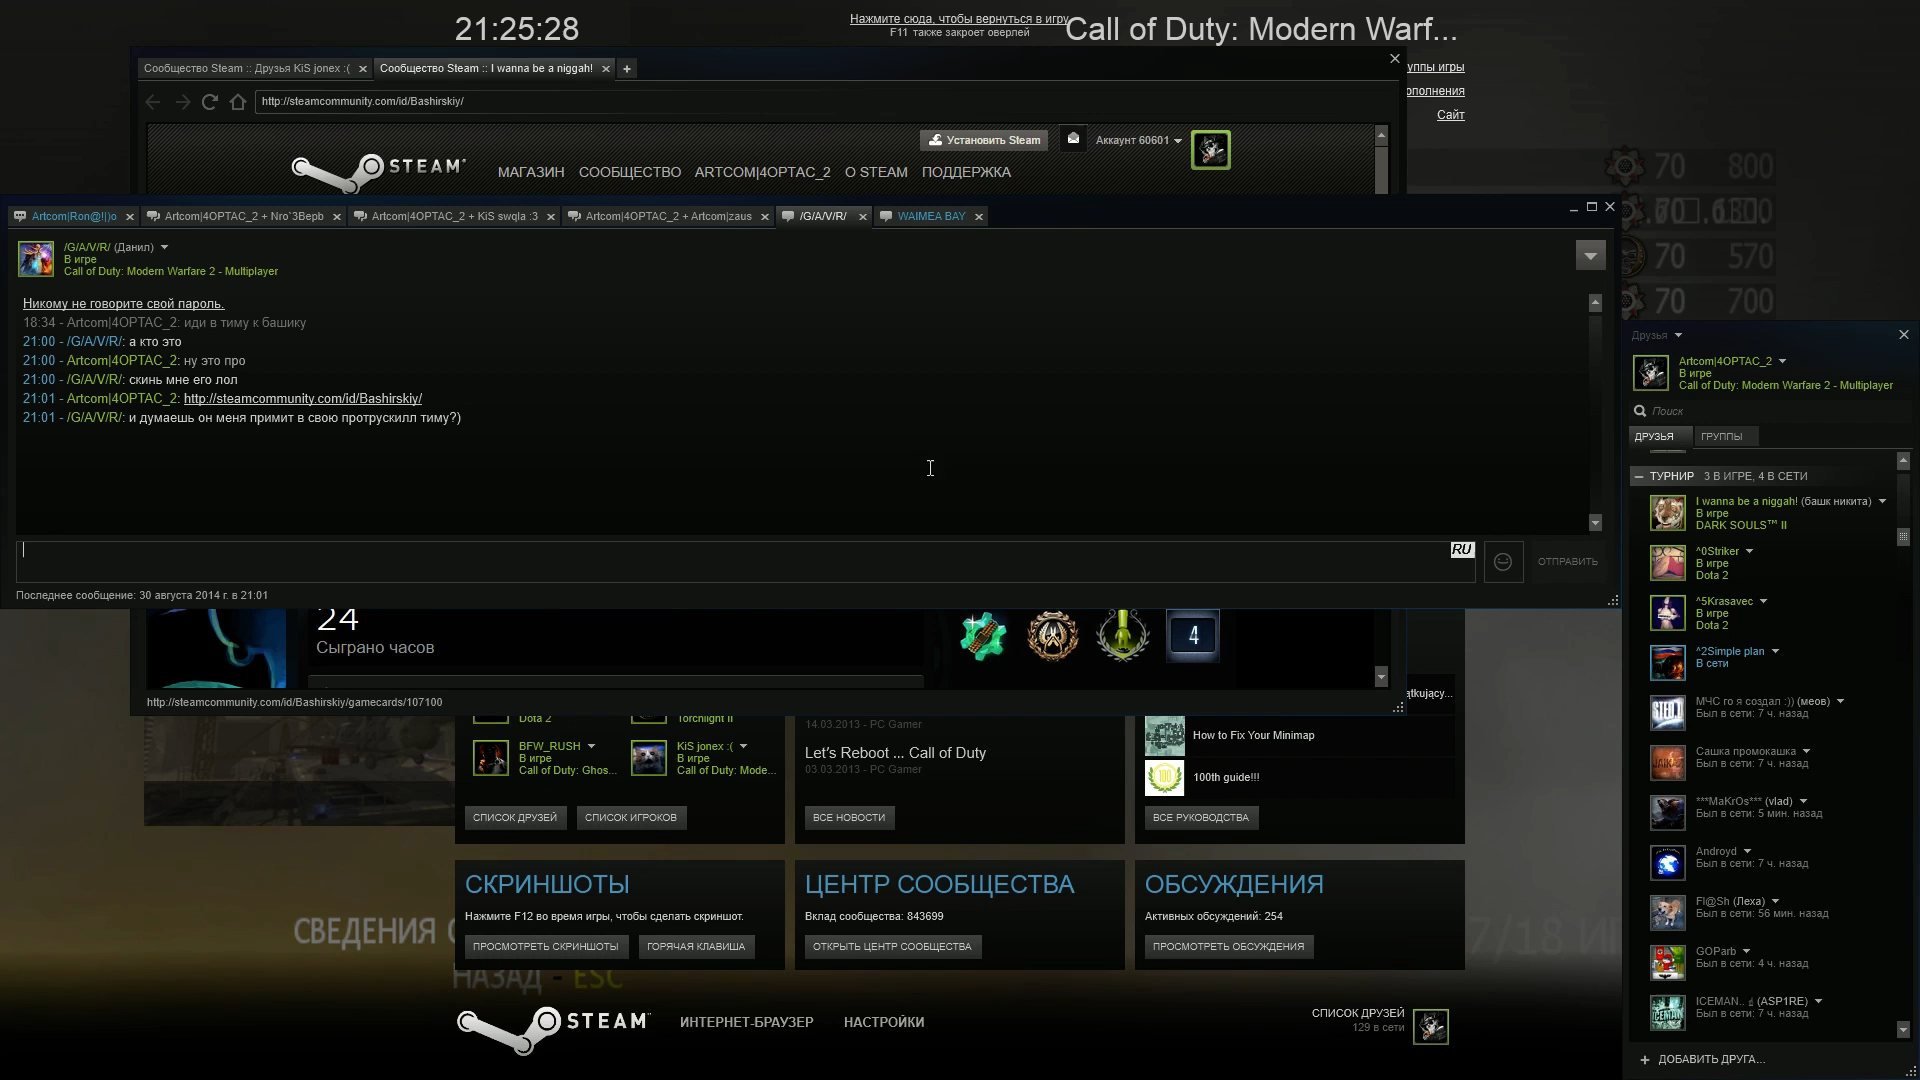 21:25:28
Нажмите сюда, чтобы вернуться в игру
F11 также закроет оверлей
Call of Duty: Modern Warf...
Сообщество Steam :: Друзья KiS jonex :(
Сообщество Steam :: I wanna be a niggah!
уппы игры
ополнения
Сайт
http://steamcommunity.com/id/Bashirskiy/
Установить Steam
Аккаунт 60601
STEAM
МАГАЗИН СООБЩЕСТВО ARTCOM|4OPTAC_2 О STEAM ПОДДЕРЖКА
70 800
70 570
70 700
Artcom|Ron@!|)o
Artcom|4OPTAC_2 + Nro`3Bepb
Artcom|4OPTAC_2 + KiS swqla :3
Artcom|4OPTAC_2 + Artcom|zaus
/G/A/V/R/
WAIMEA BAY
/G/A/V/R/ (Данил)
В игре
Call of Duty: Modern Warfare 2 - Multiplayer
Никому не говорите свой пароль.
18:34 - Artcom|4OPTAC_2: иди в тиму к башику
21:00 - /G/A/V/R/: а кто это
21:00 - Artcom|4OPTAC_2: ну это про
21:00 - /G/A/V/R/: скинь мне его лол
21:01 - Artcom|4OPTAC_2: http://steamcommunity.com/id/Bashirskiy/
21:01 - /G/A/V/R/: и думаешь он меня примит в свою протрускилл тиму?)
RU
ОТПРАВИТЬ
Последнее сообщение: 30 августа 2014 г. в 21:01
24
Сыграно часов
4
http://steamcommunity.com/id/Bashirskiy/gamecards/107100
Dota 2
Torchlight II
BFW_RUSH
В игре
Call of Duty: Ghos...
KiS jonex :(
В игре
Call of Duty: Mode...
СПИСОК ДРУЗЕЙ
СПИСОК ИГРОКОВ
14.03.2013 - PC Gamer
Let's Reboot ... Call of Duty
03.03.2013 - PC Gamer
ВСЕ НОВОСТИ
ątkujący...
How to Fix Your Minimap
100
100th guide!!!
ВСЕ РУКОВОДСТВА
СКРИНШОТЫ
Нажмите F12 во время игры, чтобы сделать скриншот.
ПРОСМОТРЕТЬ СКРИНШОТЫ
ГОРЯЧАЯ КЛАВИША
ЦЕНТР СООБЩЕСТВА
Вклад сообщества: 843699
ОТКРЫТЬ ЦЕНТР СООБЩЕСТВА
ОБСУЖДЕНИЯ
Активных обсуждений: 254
ПРОСМОТРЕТЬ ОБСУЖДЕНИЯ
СВЕДЕНИЯ
7/18
НАЗАД - ESC
STEAM
ИНТЕРНЕТ-БРАУЗЕР
НАСТРОЙКИ
СПИСОК ДРУЗЕЙ
129 в сети
Друзья
Artcom|4OPTAC_2
В игре
Call of Duty: Modern Warfare 2 - Multiplayer
Поиск
ДРУЗЬЯ
ГРУППЫ
ТУРНИР 3 В ИГРЕ, 4 В СЕТИ
I wanna be a niggah! (башк никита)
В игре
DARK SOULS™ II
^0Striker
В игре
Dota 2
^5Krasavec
В игре
Dota 2
^2Simple plan
В сети
МЧС го я создал :)) (меов)
Был в сети: 7 ч. назад
Сашка промокашка
Был в сети: 7 ч. назад
***MaKrOs*** (vlad)
Был в сети: 5 мин. назад
Androyd
Был в сети: 7 ч. назад
Fl@Sh (Леха)
Был в сети: 56 мин. назад
GOParb
Был в сети: 4 ч. назад
ICEMAN.. (ASP1RE)
Был в сети: 7 ч. назад
ДОБАВИТЬ ДРУГА...